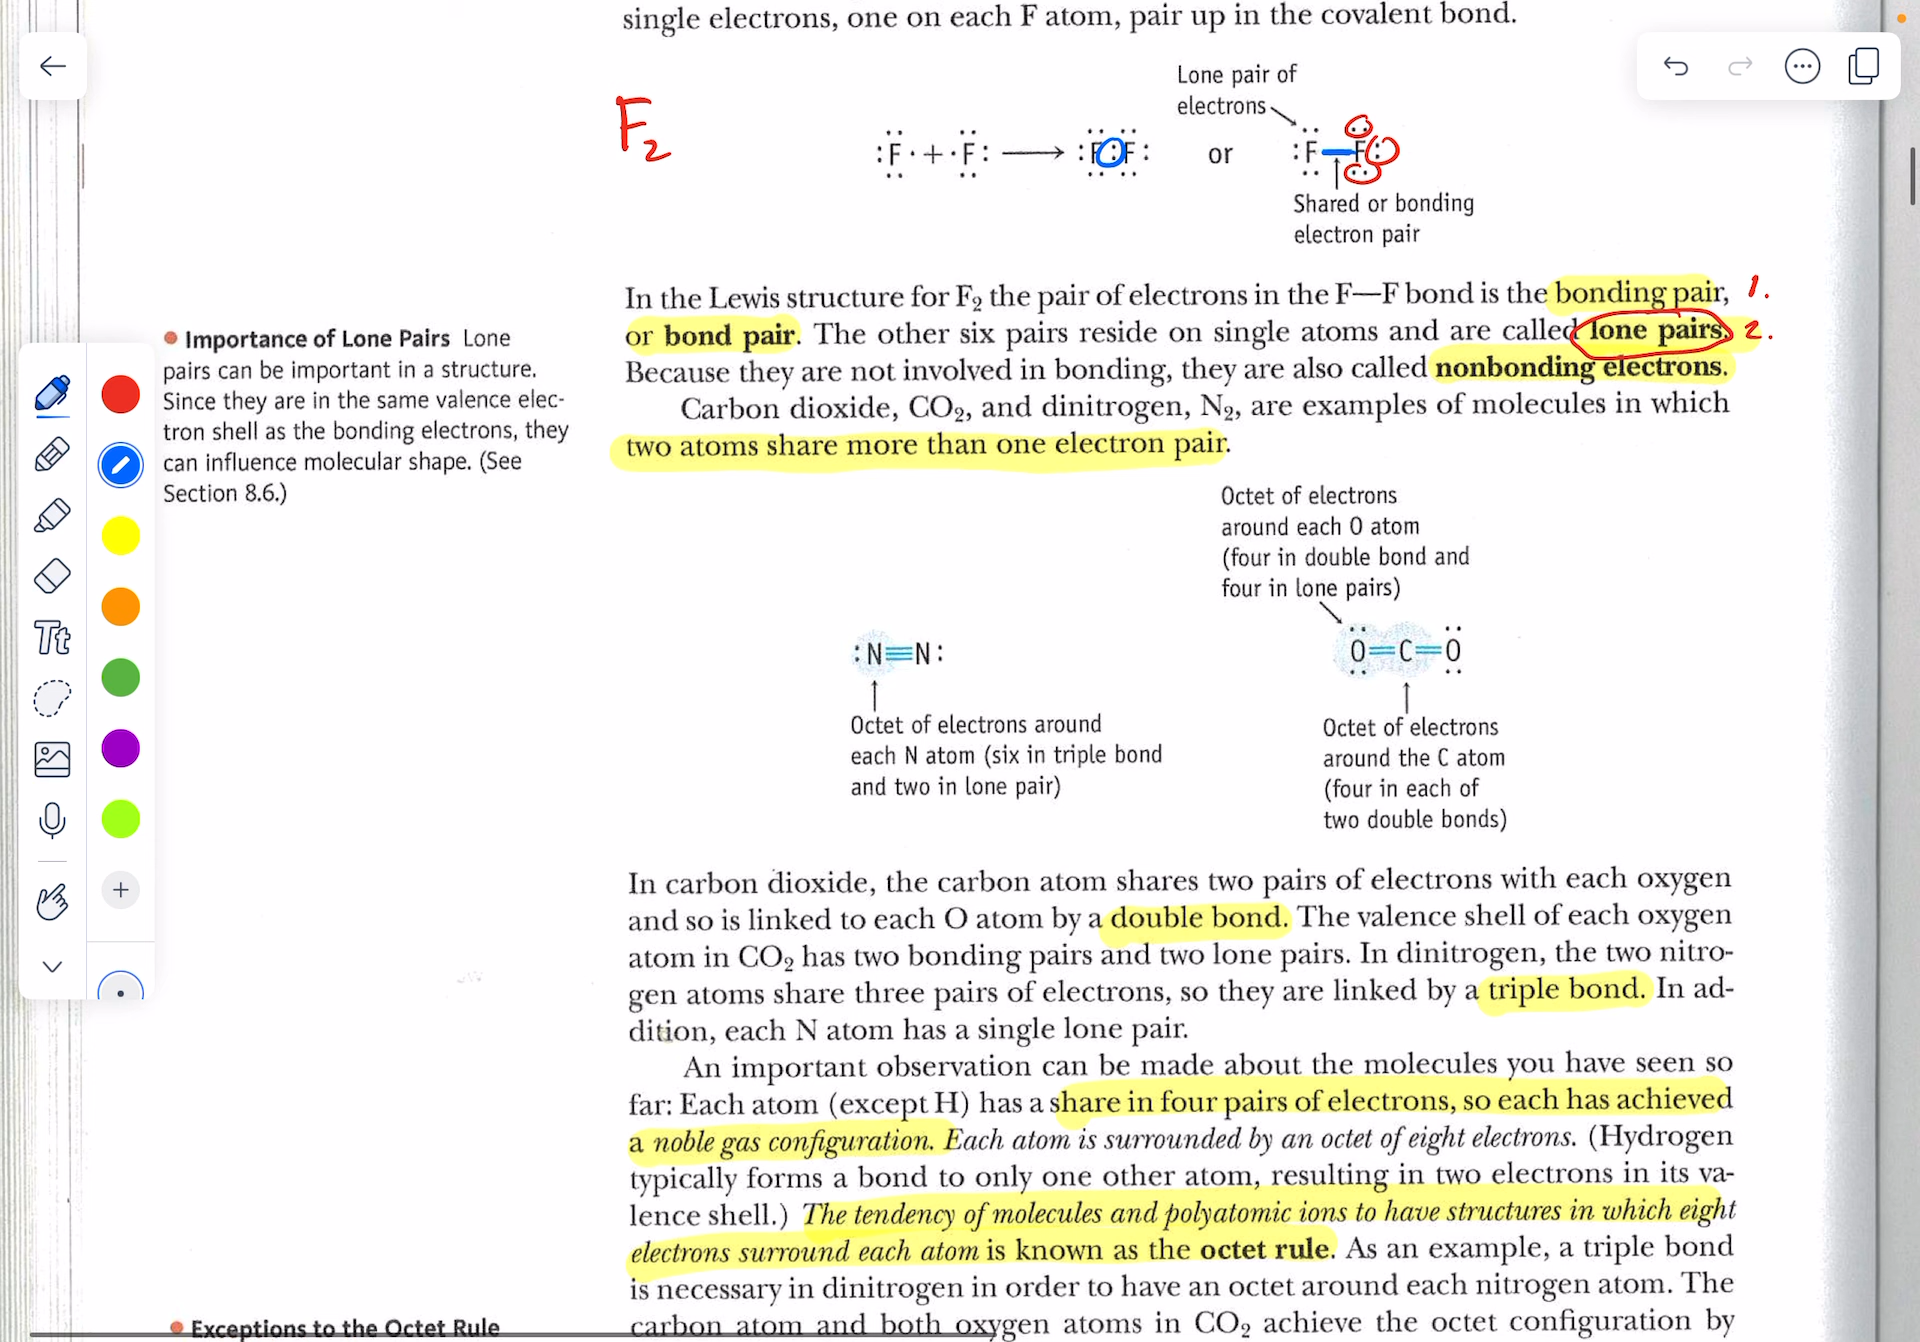 single electrons, one on each F atom, pair up in the covalent bond.
Lone pair of
electrons
F2
:F· + ·F: ⟶ :F:F: or :F—F:
Shared or bonding
electron pair
In the Lewis structure for F2 the pair of electrons in the F—F bond is the bonding pair, 1.
or bond pair. The other six pairs reside on single atoms and are called lone pairs. 2.
Because they are not involved in bonding, they are also called nonbonding electrons.
Carbon dioxide, CO2, and dinitrogen, N2, are examples of molecules in which
two atoms share more than one electron pair.
• Importance of Lone Pairs Lone
pairs can be important in a structure.
Since they are in the same valence elec-
tron shell as the bonding electrons, they
can influence molecular shape. (See
Section 8.6.)
Tt
Octet of electrons
around each O atom
(four in double bond and
four in lone pairs)
:N≡N:
O=C=O
Octet of electrons around
each N atom (six in triple bond
and two in lone pair)
Octet of electrons
around the C atom
(four in each of
two double bonds)
In carbon dioxide, the carbon atom shares two pairs of electrons with each oxygen
and so is linked to each O atom by a double bond. The valence shell of each oxygen
atom in CO2 has two bonding pairs and two lone pairs. In dinitrogen, the two nitro-
gen atoms share three pairs of electrons, so they are linked by a triple bond. In ad-
dition, each N atom has a single lone pair.
An important observation can be made about the molecules you have seen so
far: Each atom (except H) has a share in four pairs of electrons, so each has achieved
a noble gas configuration. Each atom is surrounded by an octet of eight electrons. (Hydrogen
typically forms a bond to only one other atom, resulting in two electrons in its va-
lence shell.) The tendency of molecules and polyatomic ions to have structures in which eight
electrons surround each atom is known as the octet rule. As an example, a triple bond
is necessary in dinitrogen in order to have an octet around each nitrogen atom. The
carbon atom and both oxygen atoms in CO2 achieve the octet configuration by
• Exceptions to the Octet Rule